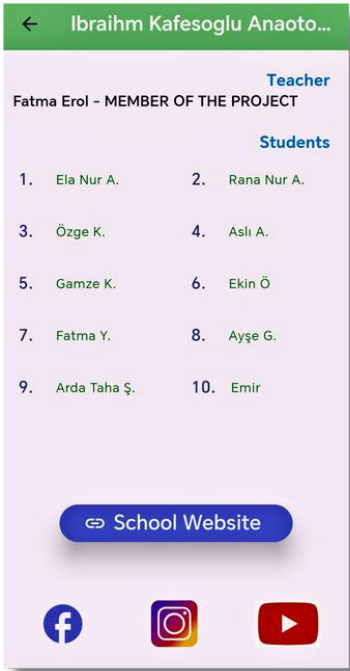 Ibraihm Kafesoglu Anaoto...
Teacher
Fatma Erol - MEMBER OF THE PROJECT
Students
1. Ela Nur A. 2. Rana Nur A.
3. Özge K. 4. Aslı A.
5. Gamze K. 6. Ekin Ö
7. Fatma Y. 8. Ayşe G.
9. Arda Taha Ş. 10. Emir
School Website